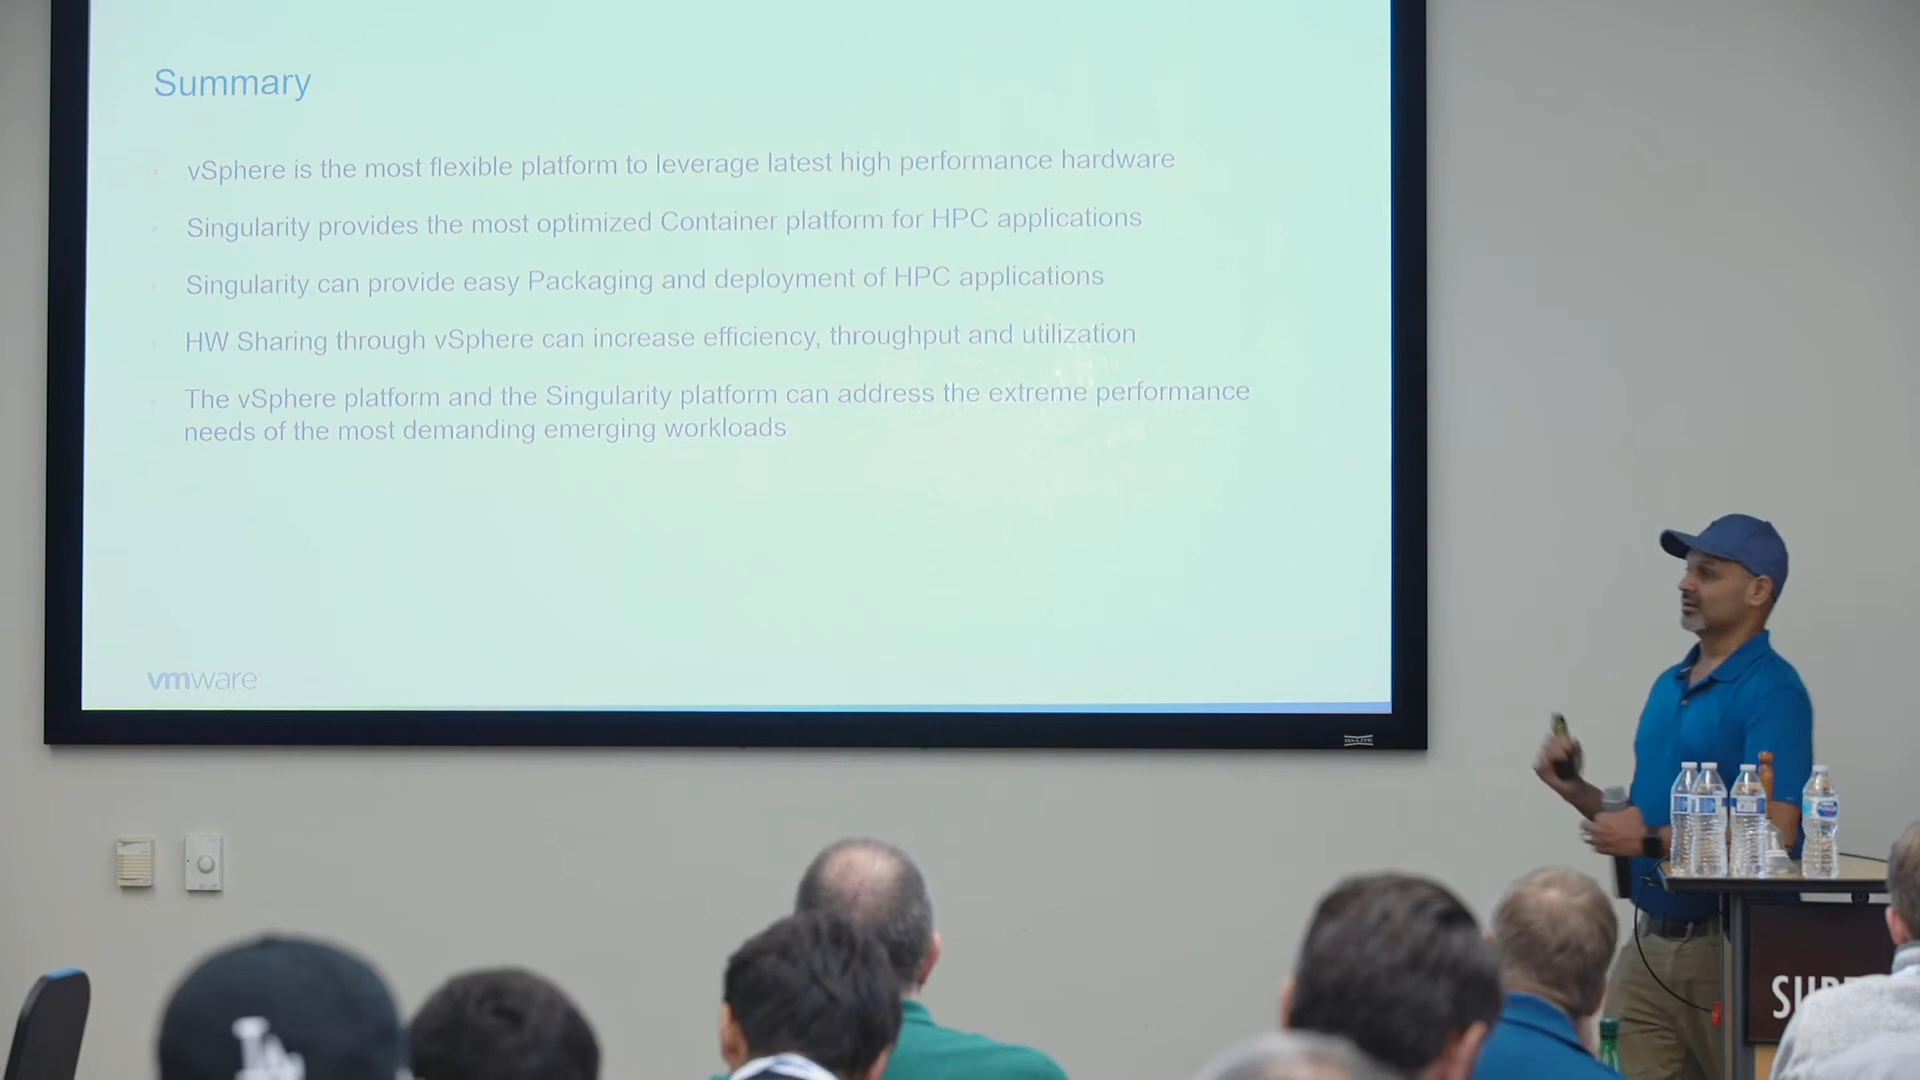 Summary
vSphere is the most flexible platform to leverage latest high performance hardware
Singularity provides the most optimized Container platform for HPC applications
Singularity can provide easy Packaging and deployment of HPC applications
HW Sharing through vSphere can increase efficiency, throughput and utilization
The vSphere platform and the Singularity platform can address the extreme performance
needs of the most demanding emerging workloads
vmware
DA-LITE
LA